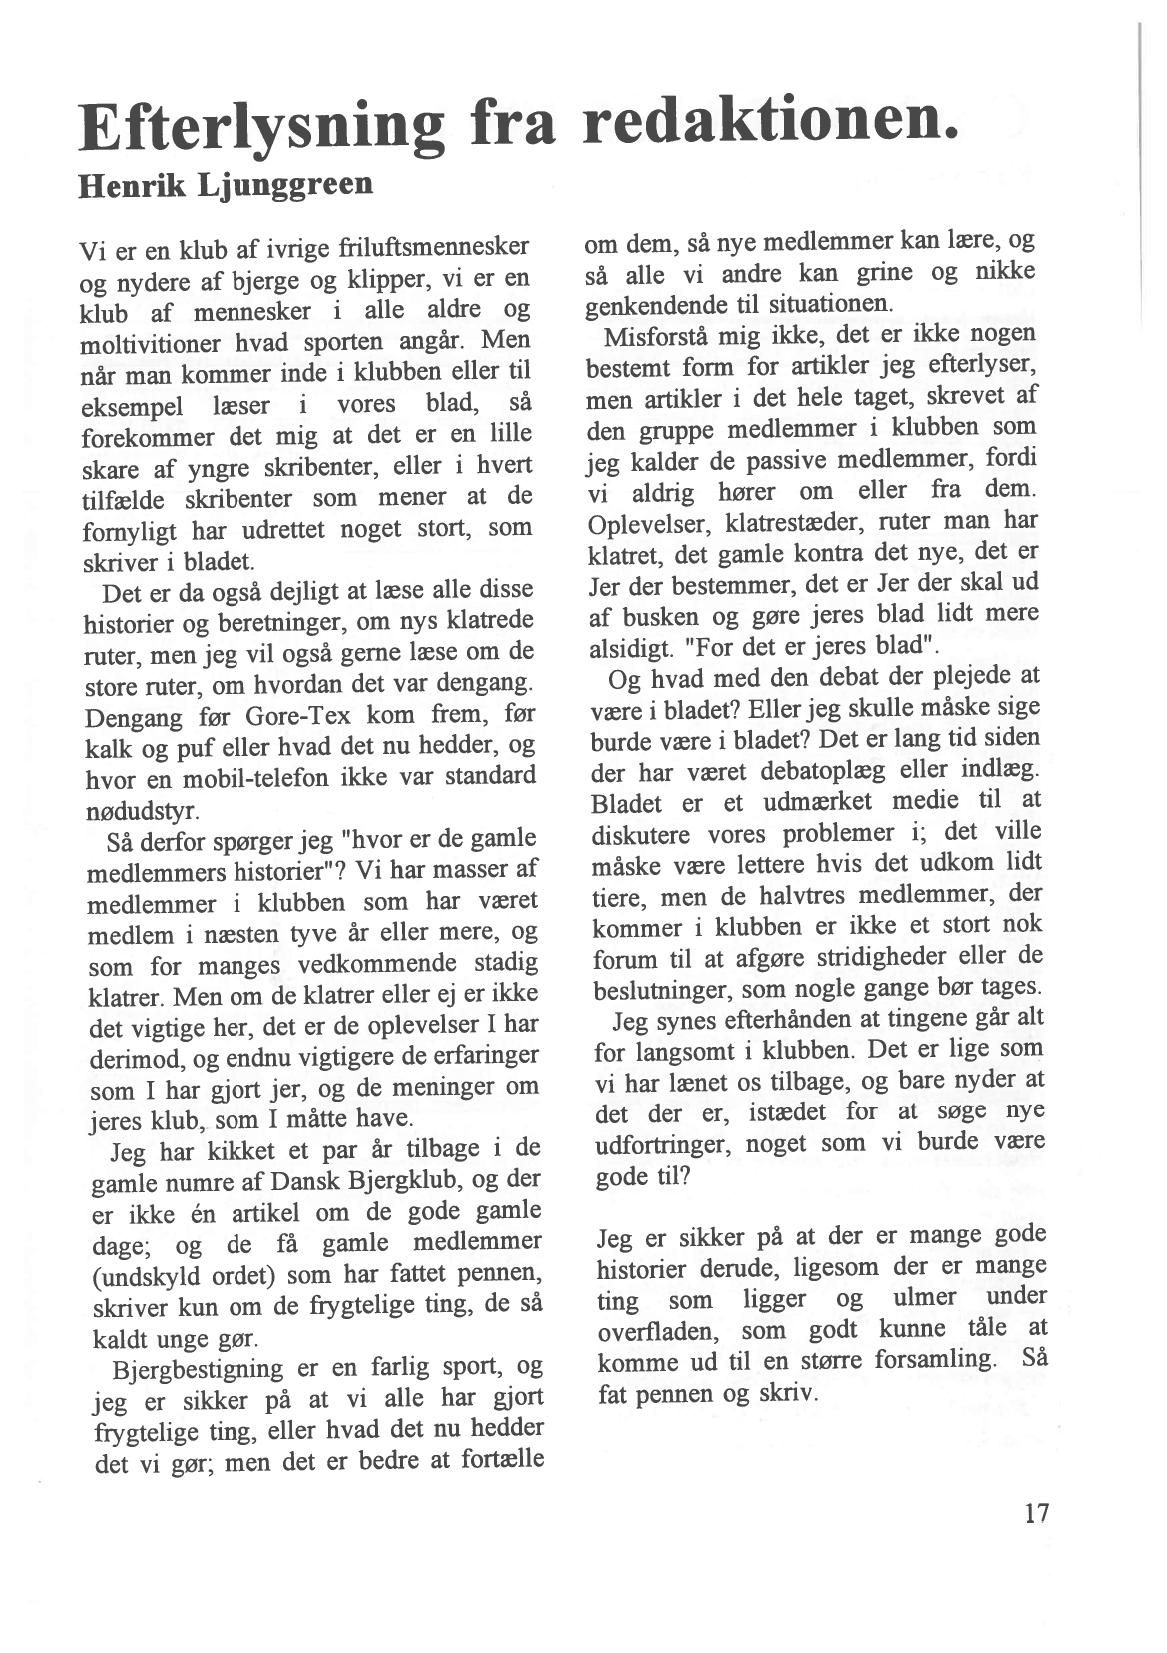 Efterlysning fra redaktionen.
Henrik Ljunggreen
Vi er en klub af ivrige friluftsmennesker
og nydere af bjerge og klipper, vi er en
klub af mennesker i alle aldre og
moltivitioner hvad sporten angår. Men
når man kommer inde i klubben eller til
eksempel læser i vores blad, så
forekommer det mig at det er en lille
skare af yngre skribenter, eller i hvert
tilfælde skribenter som mener at de
fornyligt har udrettet noget stort, som
skriver i bladet.
Det er da også dejligt at læse alle disse
historier og beretninger, om nys klatrede
ruter, men jeg vil også gerne læse om de
store ruter, om hvordan det var dengang.
Dengang før Gore-Tex kom frem, før
kalk og puf eller hvad det nu hedder, og
hvor en mobil-telefon ikke var standard
nødudstyr.
Så derfor spørger jeg "hvor er de gamle
medlemmers historier"? Vi har masser af
medlemmer i klubben som har været
medlem i næsten tyve år eller mere, og
som for manges vedkommende stadig
klatrer. Men om de klatrer eller ej er ikke
det vigtige her, det er de oplevelser I har
derimod, og endnu vigtigere de erfaringer
som I har gjort jer, og de meninger om
jeres klub, som I måtte have.
Jeg har kikket et par år tilbage i de
gamle numre af Dansk Bjergklub, og der
er ikke én artikel om de gode gamle
dage; og de få gamle medlemmer
(undskyld ordet) som har fattet pennen,
skriver kun om de frygtelige ting, de så
kaldt unge gør.
Bjergbestigning er en farlig sport, og
jeg er sikker på at vi alle har gjort
frygtelige ting, eller hvad det nu hedder
det vi gør; men det er bedre at fortælle
om dem, så nye medlemmer kan lære, og
så alle vi andre kan grine og nikke
genkendende til situationen.
Misforstå mig ikke, det er ikke nogen
bestemt form for artikler jeg efterlyser,
men artikler i det hele taget, skrevet af
den gruppe medlemmer i klubben som
jeg kalder de passive medlemmer, fordi
vi aldrig hører om eller fra dem.
Oplevelser, klatrestæder, ruter man har
klatret, det gamle kontra det nye, det er
Jer der bestemmer, det er Jer der skal ud
af busken og gøre jeres blad lidt mere
alsidigt. "For det er jeres blad".
Og hvad med den debat der plejede at
være i bladet? Eller jeg skulle måske sige
burde være i bladet? Det er lang tid siden
der har været debatoplæg eller indlæg.
Bladet er et udmærket medie til at
diskutere vores problemer i; det ville
måske være lettere hvis det udkom lidt
tiere, men de halvtres medlemmer, der
kommer i klubben er ikke et stort nok
forum til at afgøre stridigheder eller de
beslutninger, som nogle gange bør tages.
Jeg synes efterhånden at tingene går alt
for langsomt i klubben. Det er lige som
vi har lænet os tilbage, og bare nyder at
det der er, istædet for at søge nye
udfortringer, noget som vi burde være
gode til?
Jeg er sikker på at der er mange gode
historier derude, ligesom der er mange
ting som ligger og ulmer under
overfladen, som godt kunne tåle at
komme ud til en større forsamling. Så
fat pennen og skriv.
17